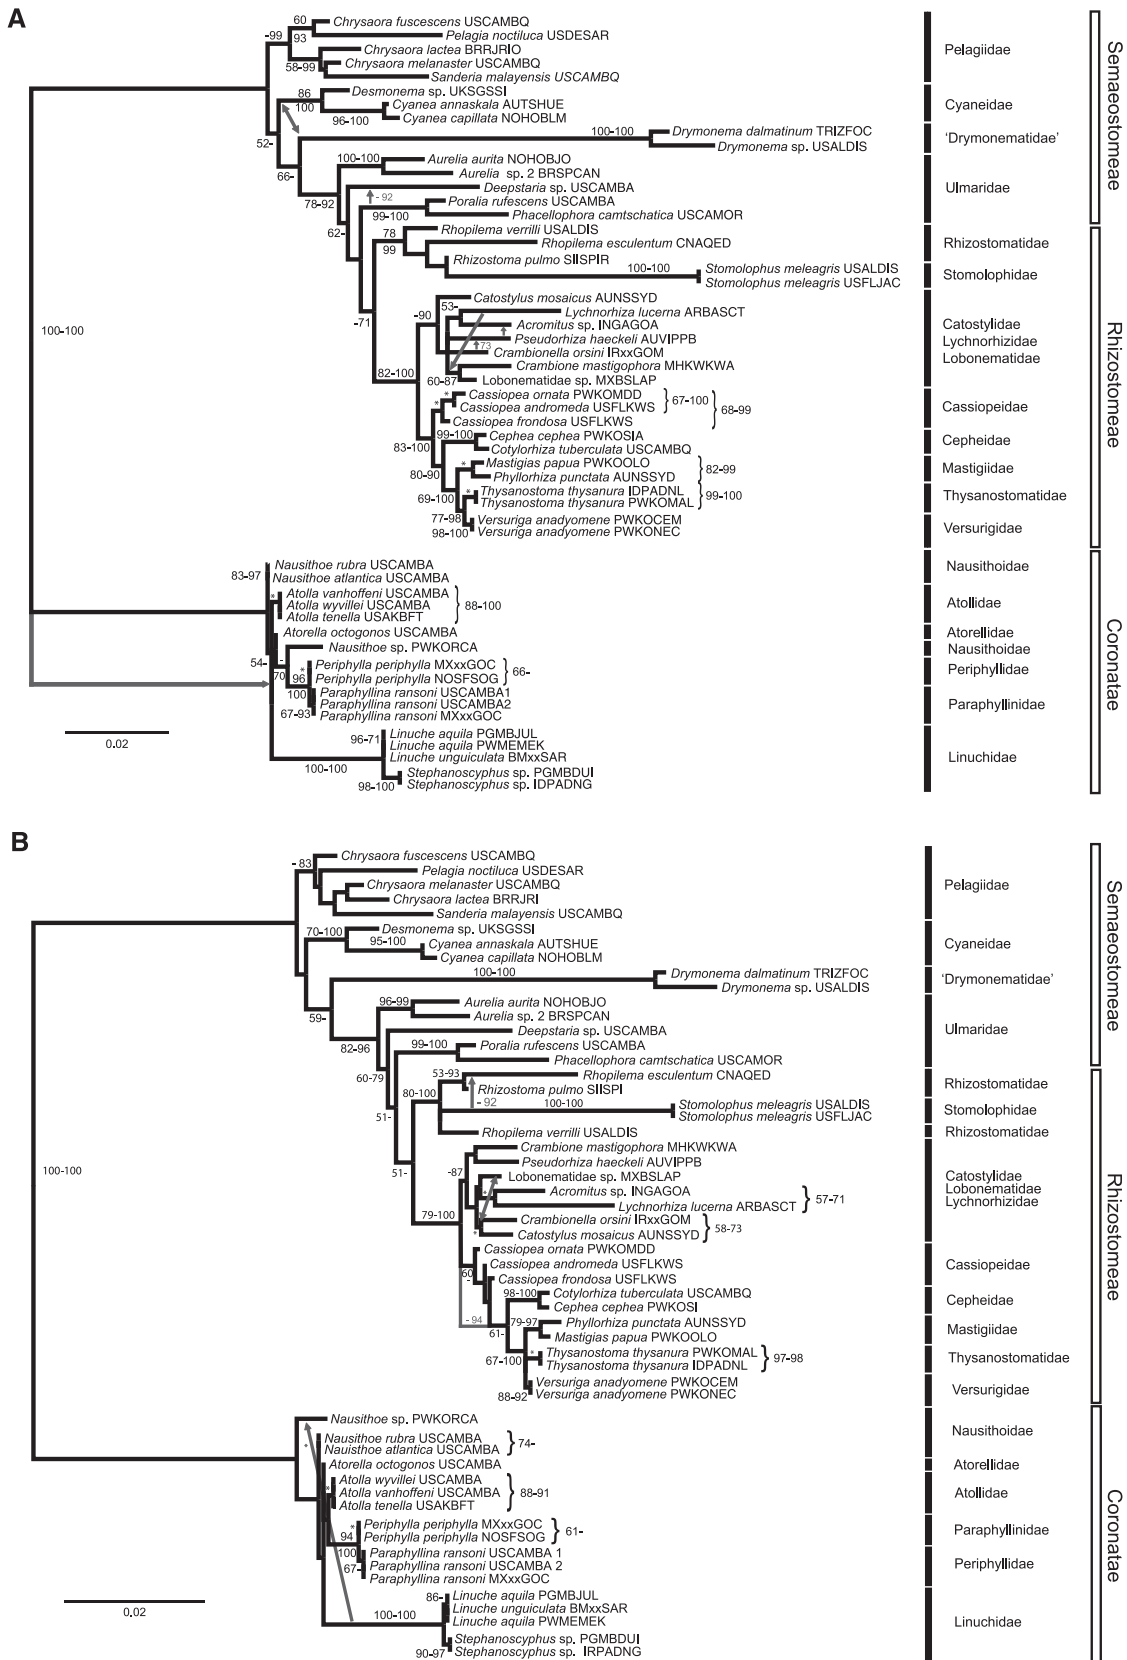 A
Chrysaora fuscescens USCAMBQ
Pelagia noctiluca USDESAR
Chrysaora lactea BRRJRIO
Chrysaora melanaster USCAMBQ
Sanderia malayensis USCAMBQ
Desmonema sp. UKSGSSI
Cyanea annaskala AUTSHUE
Cyanea capillata NOHOBLM
Drymonema dalmatinum TRIZFOC
Drymonema sp. USALDIS
Aurelia aurita NOHOBJO
Aurelia sp. 2 BRSPCAN
Deepstaria sp. USCAMBA
Poralia rufescens USCAMBA
Phacellophora camtschatica USCAMOR
Rhopilema verrilli USALDIS
Rhopilema esculentum CNAQED
Rhizostoma pulmo SIISPIR
Stomolophus meleagris USALDIS
Stomolophus meleagris USFLJAC
Catostylus mosaicus AUNSSYD
Lychnorhiza lucerna ARBASCT
Acromitus sp. INGAGOA
Pseudorhiza haeckeli AUVIPPB
Crambionella orsini IRxxGOM
Crambione mastigophora MHKWKWA
Lobonematidae sp. MXBSLAP
Cassiopea ornata PWKOMDD
Cassiopea andromeda USFLKWS
Cassiopea frondosa USFLKWS
Cephea cephea PWKOSIA
Cotylorhiza tuberculata USCAMBQ
Mastigias papua PWKOOLO
Phyllorhiza punctata AUNSSYD
Thysanostoma thysanura IDPADNL
Thysanostoma thysanura PWKOMAL
Versuriga anadyomene PWKOCEM
Versuriga anadyomene PWKONEC
Nausithoe rubra USCAMBA
Nausithoe atlantica USCAMBA
Atolla vanhoffeni USCAMBA
Atolla wyvillei USCAMBA
Atolla tenella USAKBFT
Atorella octogonos USCAMBA
Nausithoe sp. PWKORCA
Periphylla periphylla MXxxGOC
Periphylla periphylla NOSFSOG
Paraphyllina ransoni USCAMBA1
Paraphyllina ransoni USCAMBA2
Paraphyllina ransoni MXxxGOC
Linuche aquila PGMBJUL
Linuche aquila PWMEMEK
Linuche unguiculata BMxxSAR
Stephanoscyphus sp. PGMBDUI
Stephanoscyphus sp. IDPADNG
-99
60
93
58-99
86
100
96-100
52-
100-100
66-
100-100
78-92
- 92
99-100
62-
78
99
100-100
-71
-90
53-
73
60-87
82-100
*
*
67-100
68-99
83-100
99-100
80-90
*
82-99
*
99-100
69-100
77-98
98-100
100-100
83-97
*
88-100
54-
-
70
*
96
66-
100
67-93
96-71
100-100
98-100
0.02
Pelagiidae
Cyaneidae
'Drymonematidae'
Ulmaridae
Rhizostomatidae
Stomolophidae
Catostylidae
Lychnorhizidae
Lobonematidae
Cassiopeidae
Cepheidae
Mastigiidae
Thysanostomatidae
Versurigidae
Nausithoidae
Atollidae
Atorellidae
Nausithoidae
Periphyllidae
Paraphyllinidae
Linuchidae
Semaeostomeae
Rhizostomeae
Coronatae
B
Chrysaora fuscescens USCAMBQ
Pelagia noctiluca USDESAR
Chrysaora melanaster USCAMBQ
Chrysaora lactea BRRJRI
Sanderia malayensis USCAMBQ
Desmonema sp. UKSGSSI
Cyanea annaskala AUTSHUE
Cyanea capillata NOHOBLM
Drymonema dalmatinum TRIZFOC
Drymonema sp. USALDIS
Aurelia aurita NOHOBJO
Aurelia sp. 2 BRSPCAN
Deepstaria sp. USCAMBA
Poralia rufescens USCAMBA
Phacellophora camtschatica USCAMOR
Rhopilema esculentum CNAQED
Rhizostoma pulmo SIISPI
Stomolophus meleagris USALDIS
Stomolophus meleagris USFLJAC
Rhopilema verrilli USALDIS
Crambione mastigophora MHKWKWA
Pseudorhiza haeckeli AUVIPPB
Lobonematidae sp. MXBSLAP
Acromitus sp. INGAGOA
Lychnorhiza lucerna ARBASCT
Crambionella orsini IRxxGOM
Catostylus mosaicus AUNSSYD
Cassiopea ornata PWKOMDD
Cassiopea andromeda USFLKWS
Cassiopea frondosa USFLKWS
Cotylorhiza tuberculata USCAMBQ
Cephea cephea PWKOSI
Phyllorhiza punctata AUNSSYD
Mastigias papua PWKOOLO
Thysanostoma thysanura PWKOMAL
Thysanostoma thysanura IDPADNL
Versuriga anadyomene PWKOCEM
Versuriga anadyomene PWKONEC
Nausithoe sp. PWKORCA
Nausithoe rubra USCAMBA
Nauisthoe atlantica USCAMBA
Atorella octogonos USCAMBA
Atolla wyvillei USCAMBA
Atolla vanhoffeni USCAMBA
Atolla tenella USAKBFT
Periphylla periphylla MXxxGOC
Periphylla periphylla NOSFSOG
Paraphyllina ransoni USCAMBA 1
Paraphyllina ransoni USCAMBA 2
Paraphyllina ransoni MXxxGOC
Linuche aquila PGMBJUL
Linuche unguiculata BMxxSAR
Linuche aquila PWMEMEK
Stephanoscyphus sp. PGMBDUI
Stephanoscyphus sp. IRPADNG
- 83
70-100
95-100
100-100
59-
96-99
82-96
99-100
60-79
53-93
80-100
- 92
100-100
51-
51-
-87
*
57-71
*
58-73
79-100
60
-
98-100
- 94
61-
79-97
*
97-98
67-100
88-92
100-100
*
74-
*
88-91
*
94
61-
100
67-
86-
100-100
90-97
0.02
Pelagiidae
Cyaneidae
'Drymonematidae'
Ulmaridae
Rhizostomatidae
Stomolophidae
Rhizostomatidae
Catostylidae
Lobonematidae
Lychnorhizidae
Cassiopeidae
Cepheidae
Mastigiidae
Thysanostomatidae
Versurigidae
Nausithoidae
Atorellidae
Atollidae
Paraphyllinidae
Periphyllidae
Linuchidae
Semaeostomeae
Rhizostomeae
Coronatae